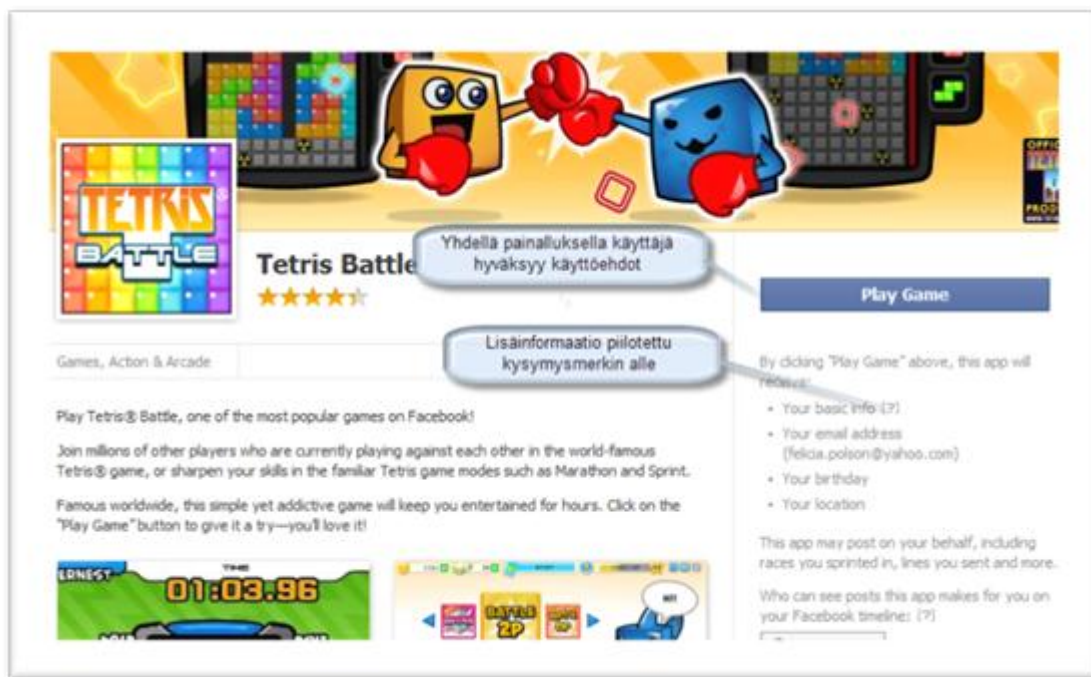 TETRIS®
BATTLE
Tetris Battle
Yhdellä painalluksella käyttäjä
hyväksyy käyttöehdot
Play Game
Lisäinformaatio piilotettu
kysymysmerkin alle
Games, Action & Arcade
By clicking "Play Game" above, this app will
receive:
• Your basic info (?)
• Your email address
(felicia.polson@yahoo.com)
• Your birthday
• Your location
This app may post on your behalf, including
races you sprinted in, lines you sent and more.
Who can see posts this app makes for you on
your Facebook timeline: (?)
Play Tetris® Battle, one of the most popular games on Facebook!
Join millions of other players who are currently playing against each other in the world-famous
Tetris® game, or sharpen your skills in the familiar Tetris game modes such as Marathon and Sprint.
Famous worldwide, this simple yet addictive game will keep you entertained for hours. Click on the
"Play Game" button to give it a try—you'll love it!
ERNEST
TIME
01:03.96
BATTLE
2P